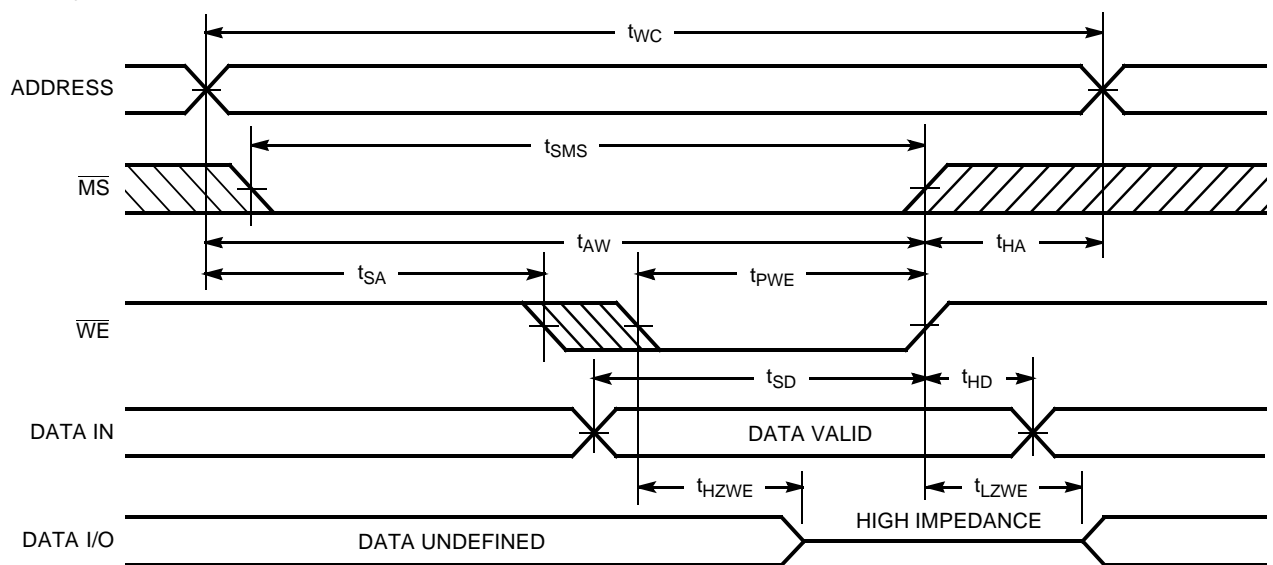 tWC
ADDRESS
tSMS
MS
tAW
tHA
tSA
tPWE
WE
tSD
tHD
DATA IN
DATA VALID
tHZWE
tLZWE
HIGH IMPEDANCE
DATA I/O
DATA UNDEFINED